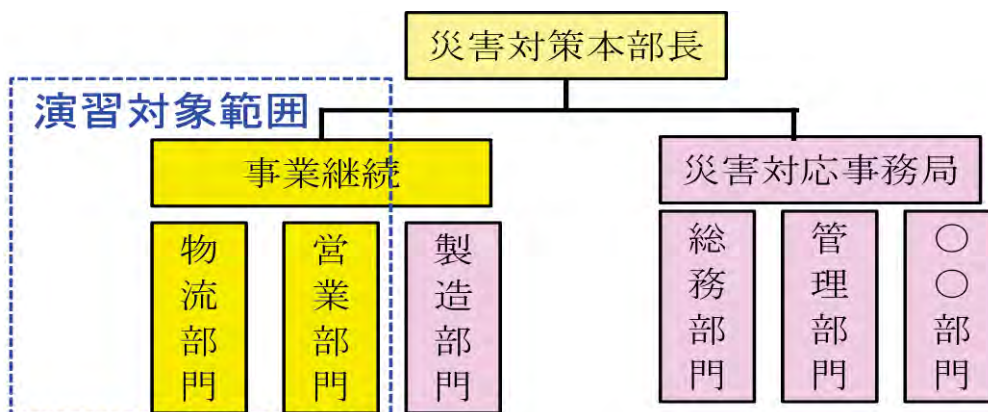 災害対策本部長
演習対象範囲
事業継続
災害対応事務局
物流部門
営業部門
製造部門
総務部門
管理部門
〇〇部門